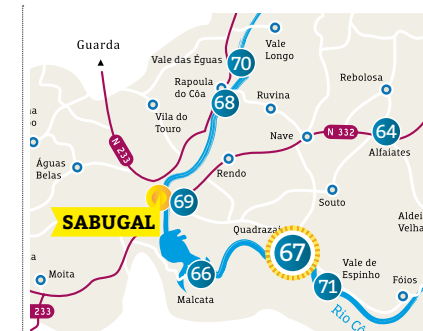 Guarda
Vale
Longo
Vale das Éguas
70
Rapoula
do Côa
68
Ruvina
Rebolosa
Vila do
Touro
N 233
Nave
N 332
64
Alfaiates
Águas
Belas
Rendo
69
Souto
SABUGAL
Quadrazai
67
Aldei
Velha
66
Malcata
Moita
Vale de
Espinho
71
Fóios
233
Rio Cô